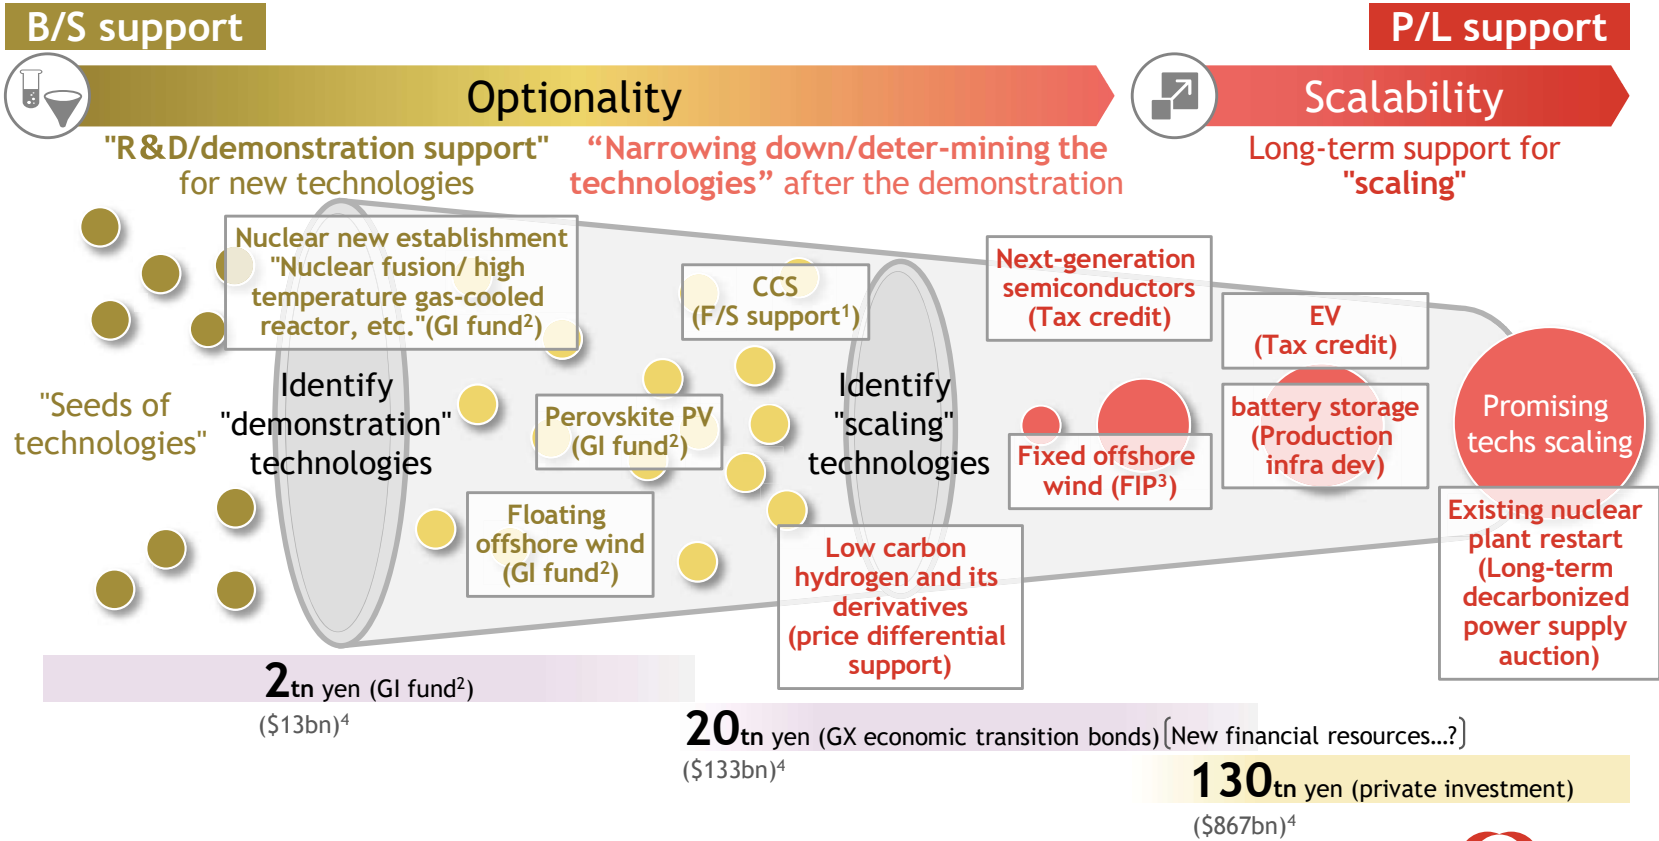 B/S support
P/L support
Optionality
Scalability
"R&D/demonstration support"
for new technologies
“Narrowing down/deter-mining the
technologies” after the demonstration
Long-term support for
"scaling"
Nuclear new establishment
"Nuclear fusion/ high
temperature gas-cooled
reactor, etc."(GI fund²)
CCS
(F/S support¹)
Next-generation
semiconductors
(Tax credit)
EV
(Tax credit)
"Seeds of
technologies"
Identify
"demonstration"
technologies
Perovskite PV
(GI fund²)
Identify
"scaling"
technologies
Fixed offshore
wind (FIP³)
battery storage
(Production
infra dev)
Promising
techs scaling
Floating
offshore wind
(GI fund²)
Low carbon
hydrogen and its
derivatives
(price differential
support)
Existing nuclear
plant restart
(Long-term
decarbonized
power supply
auction)
2tn yen (GI fund²)
($13bn)⁴
20tn yen (GX economic transition bonds) [New financial resources…?]
($133bn)⁴
130tn yen (private investment)
($867bn)⁴